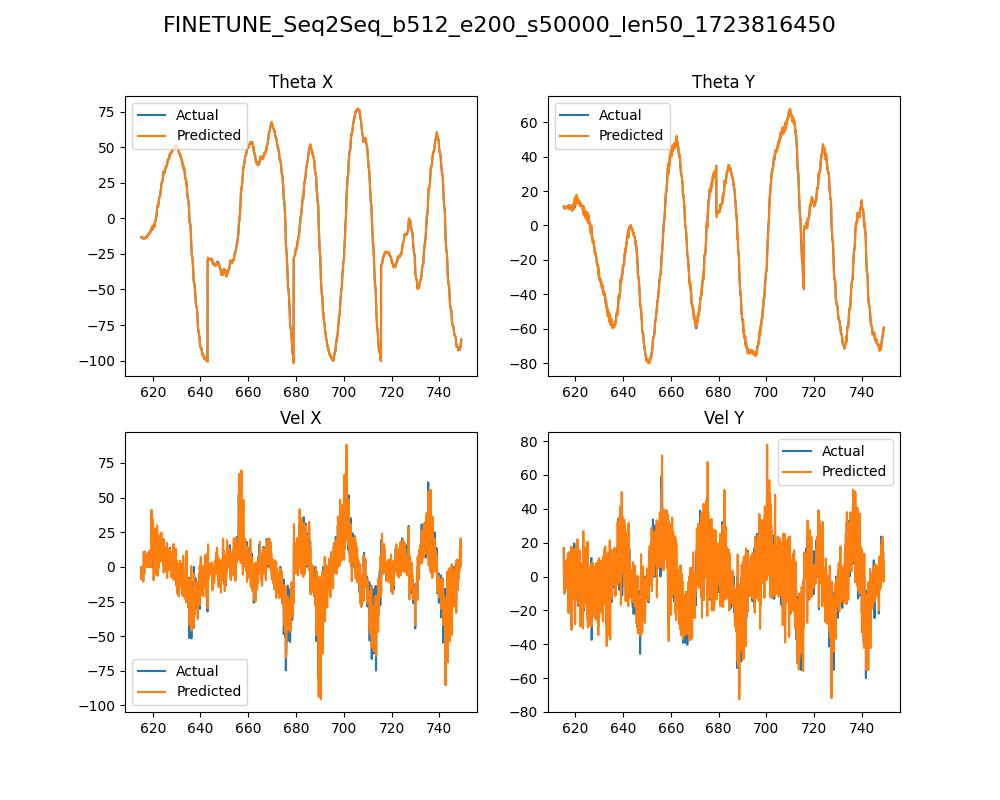 FINETUNE_Seq2Seq_b512_e200_s50000_len50_1723816450
Theta X
75
50
25
0
−25
−50
−75
−100
Actual
Predicted
620 640 660 680 700 720 740
Theta Y
60
40
20
0
−20
−40
−60
−80
Actual
Predicted
620 640 660 680 700 720 740
Vel X
75
50
25
0
−25
−50
−75
−100
Actual
Predicted
620 640 660 680 700 720 740
Vel Y
80
60
40
20
0
−20
−40
−60
−80
Actual
Predicted
620 640 660 680 700 720 740